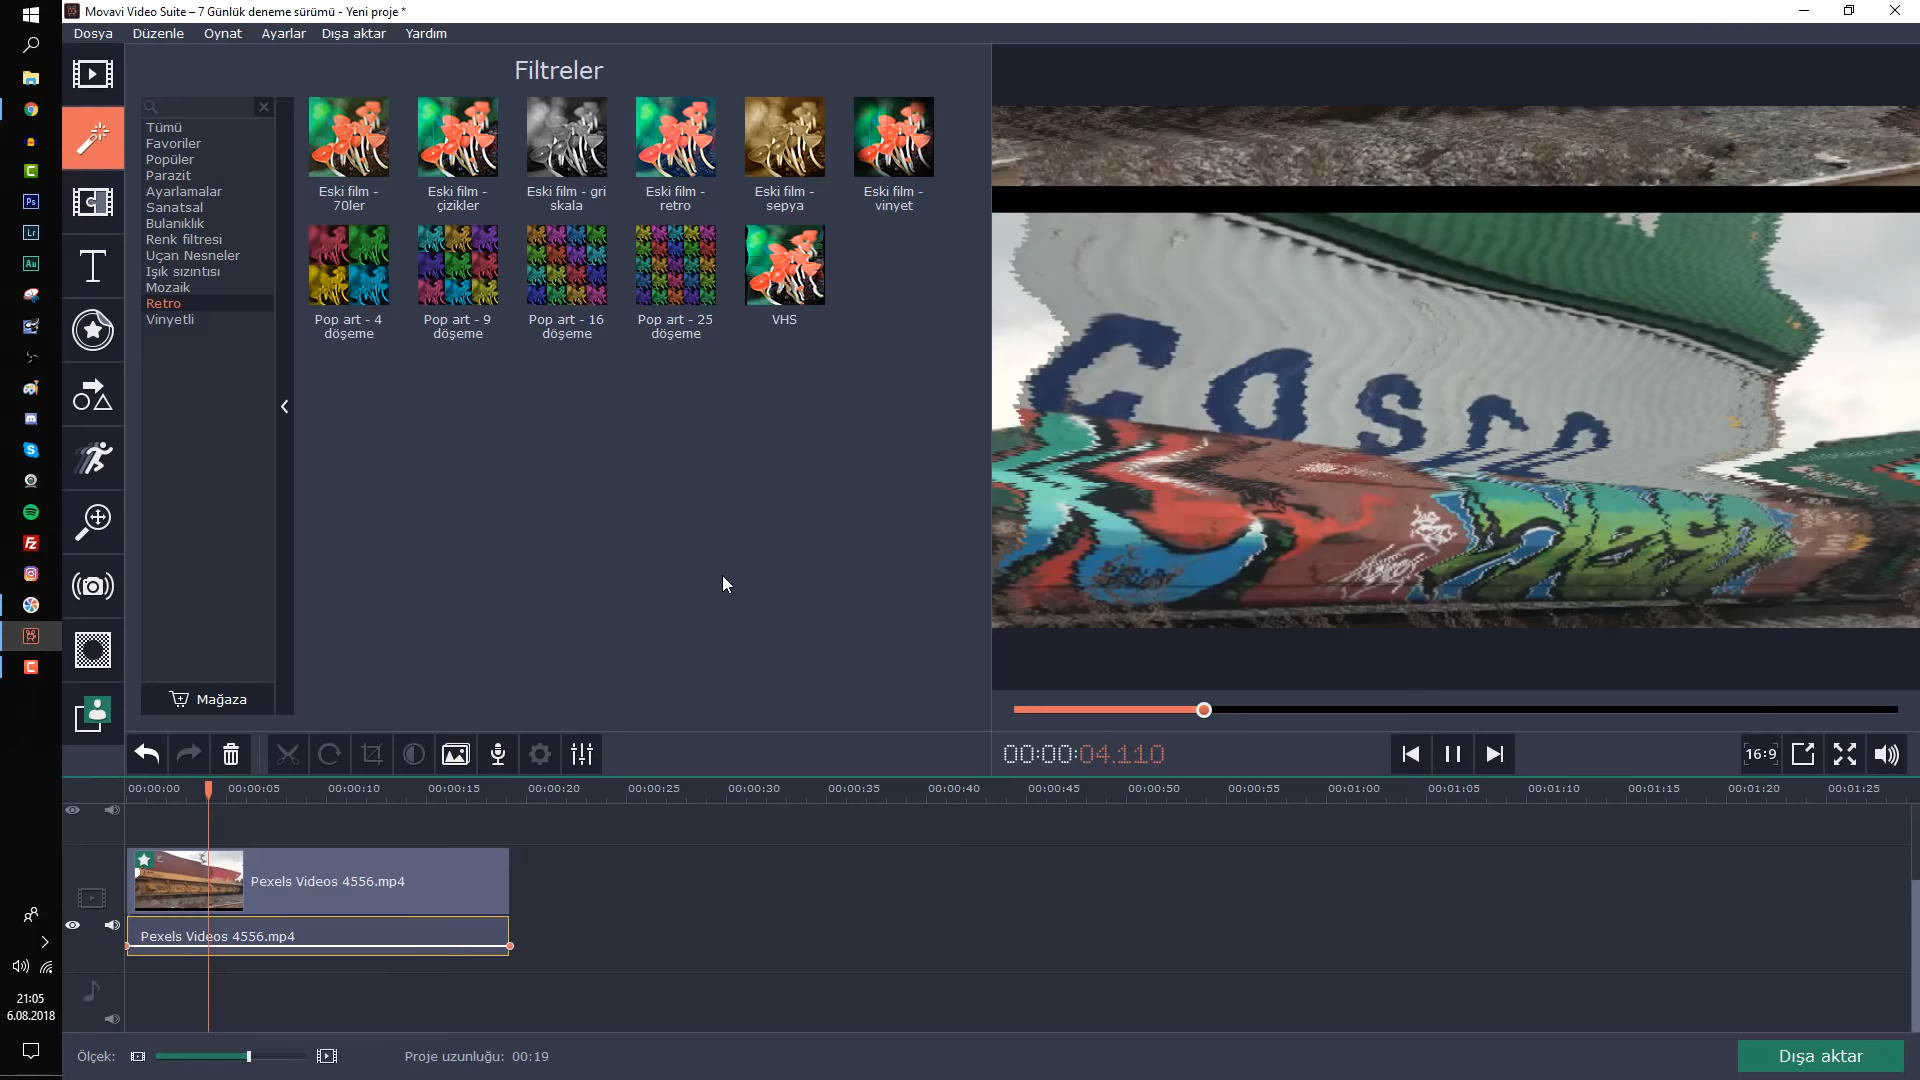 Movavi Video Suite – 7 Günlük deneme sürümü - Yeni proje *
Dosya Düzenle Oynat Ayarlar Dışa aktar Yardım
Filtreler
Tümü
Favoriler
Popüler
Parazit
Ayarlamalar
Sanatsal
Bulanıklık
Renk filtresi
Uçan Nesneler
Işık sızıntısı
Mozaik
Retro
Vinyetli
Mağaza
Eski film - 70ler
Eski film - çizikler
Eski film - gri skala
Eski film - retro
Eski film - sepya
Eski film - vinyet
Pop art - 4 döşeme
Pop art - 9 döşeme
Pop art - 16 döşeme
Pop art - 25 döşeme
VHS
Ps
Lr
Au
Fz
00:00:04.110
16:9
00:00:00 00:00:05 00:00:10 00:00:15 00:00:20 00:00:25 00:00:30 00:00:35 00:00:40 00:00:45 00:00:50 00:00:55 00:01:00 00:01:05 00:01:10 00:01:15 00:01:20 00:01:25
Pexels Videos 4556.mp4
Pexels Videos 4556.mp4
21:05
6.08.2018
Ölçek:
Proje uzunluğu: 00:19
Dışa aktar